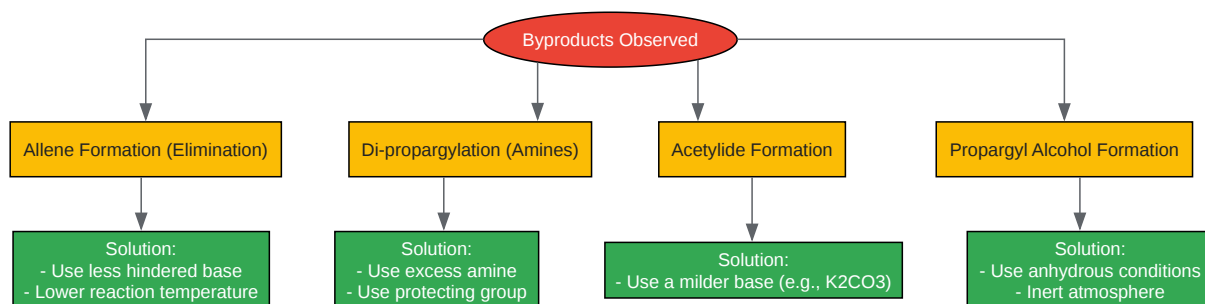 Byproducts Observed
Allene Formation (Elimination)
Di-propargylation (Amines)
Acetylide Formation
Propargyl Alcohol Formation
Solution:
- Use less hindered base
- Lower reaction temperature
Solution:
- Use excess amine
- Use protecting group
Solution:
- Use a milder base (e.g., K2CO3)
Solution:
- Use anhydrous conditions
- Inert atmosphere